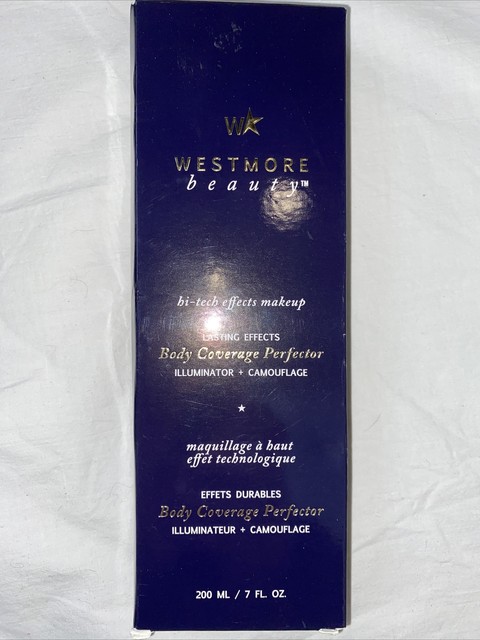 W
WESTMORE
beauty™
hi-tech effects makeup
LASTING EFFECTS
Body Coverage Perfector
ILLUMINATOR + CAMOUFLAGE
maquillage à haut
effet technologique
EFFETS DURABLES
Body Coverage Perfector
ILLUMINATEUR + CAMOUFLAGE
200 ML / 7 FL. OZ.